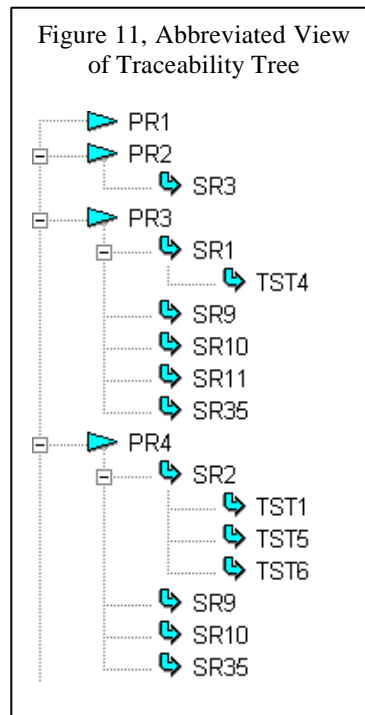 Figure 11, Abbreviated View
of Traceability Tree
PR1
PR2
SR3
PR3
SR1
TST4
SR9
SR10
SR11
SR35
PR4
SR2
TST1
TST5
TST6
SR9
SR10
SR35